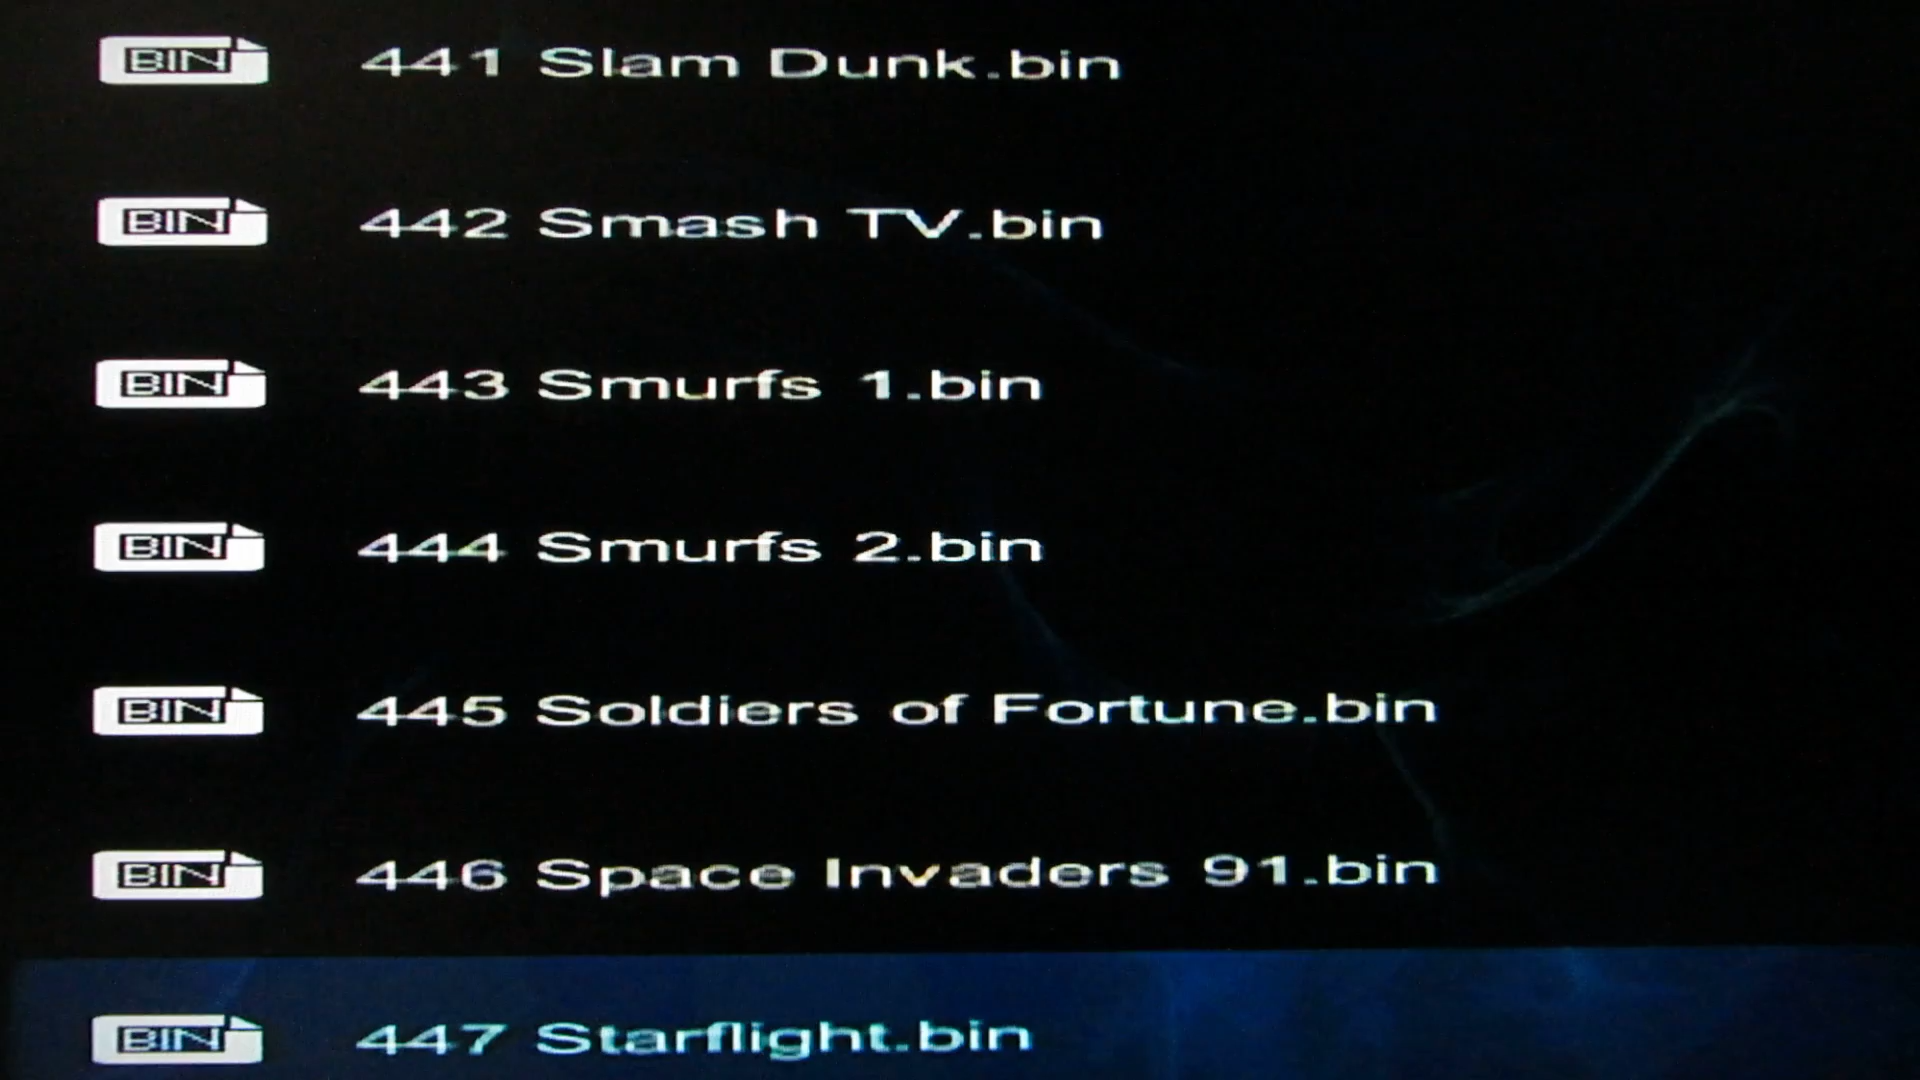 BIN 441 Slam Dunk.bin
BIN 442 Smash TV.bin
BIN 443 Smurfs 1.bin
BIN 444 Smurfs 2.bin
BIN 445 Soldiers of Fortune.bin
BIN 446 Space Invaders 91.bin
BIN 447 Starflight.bin